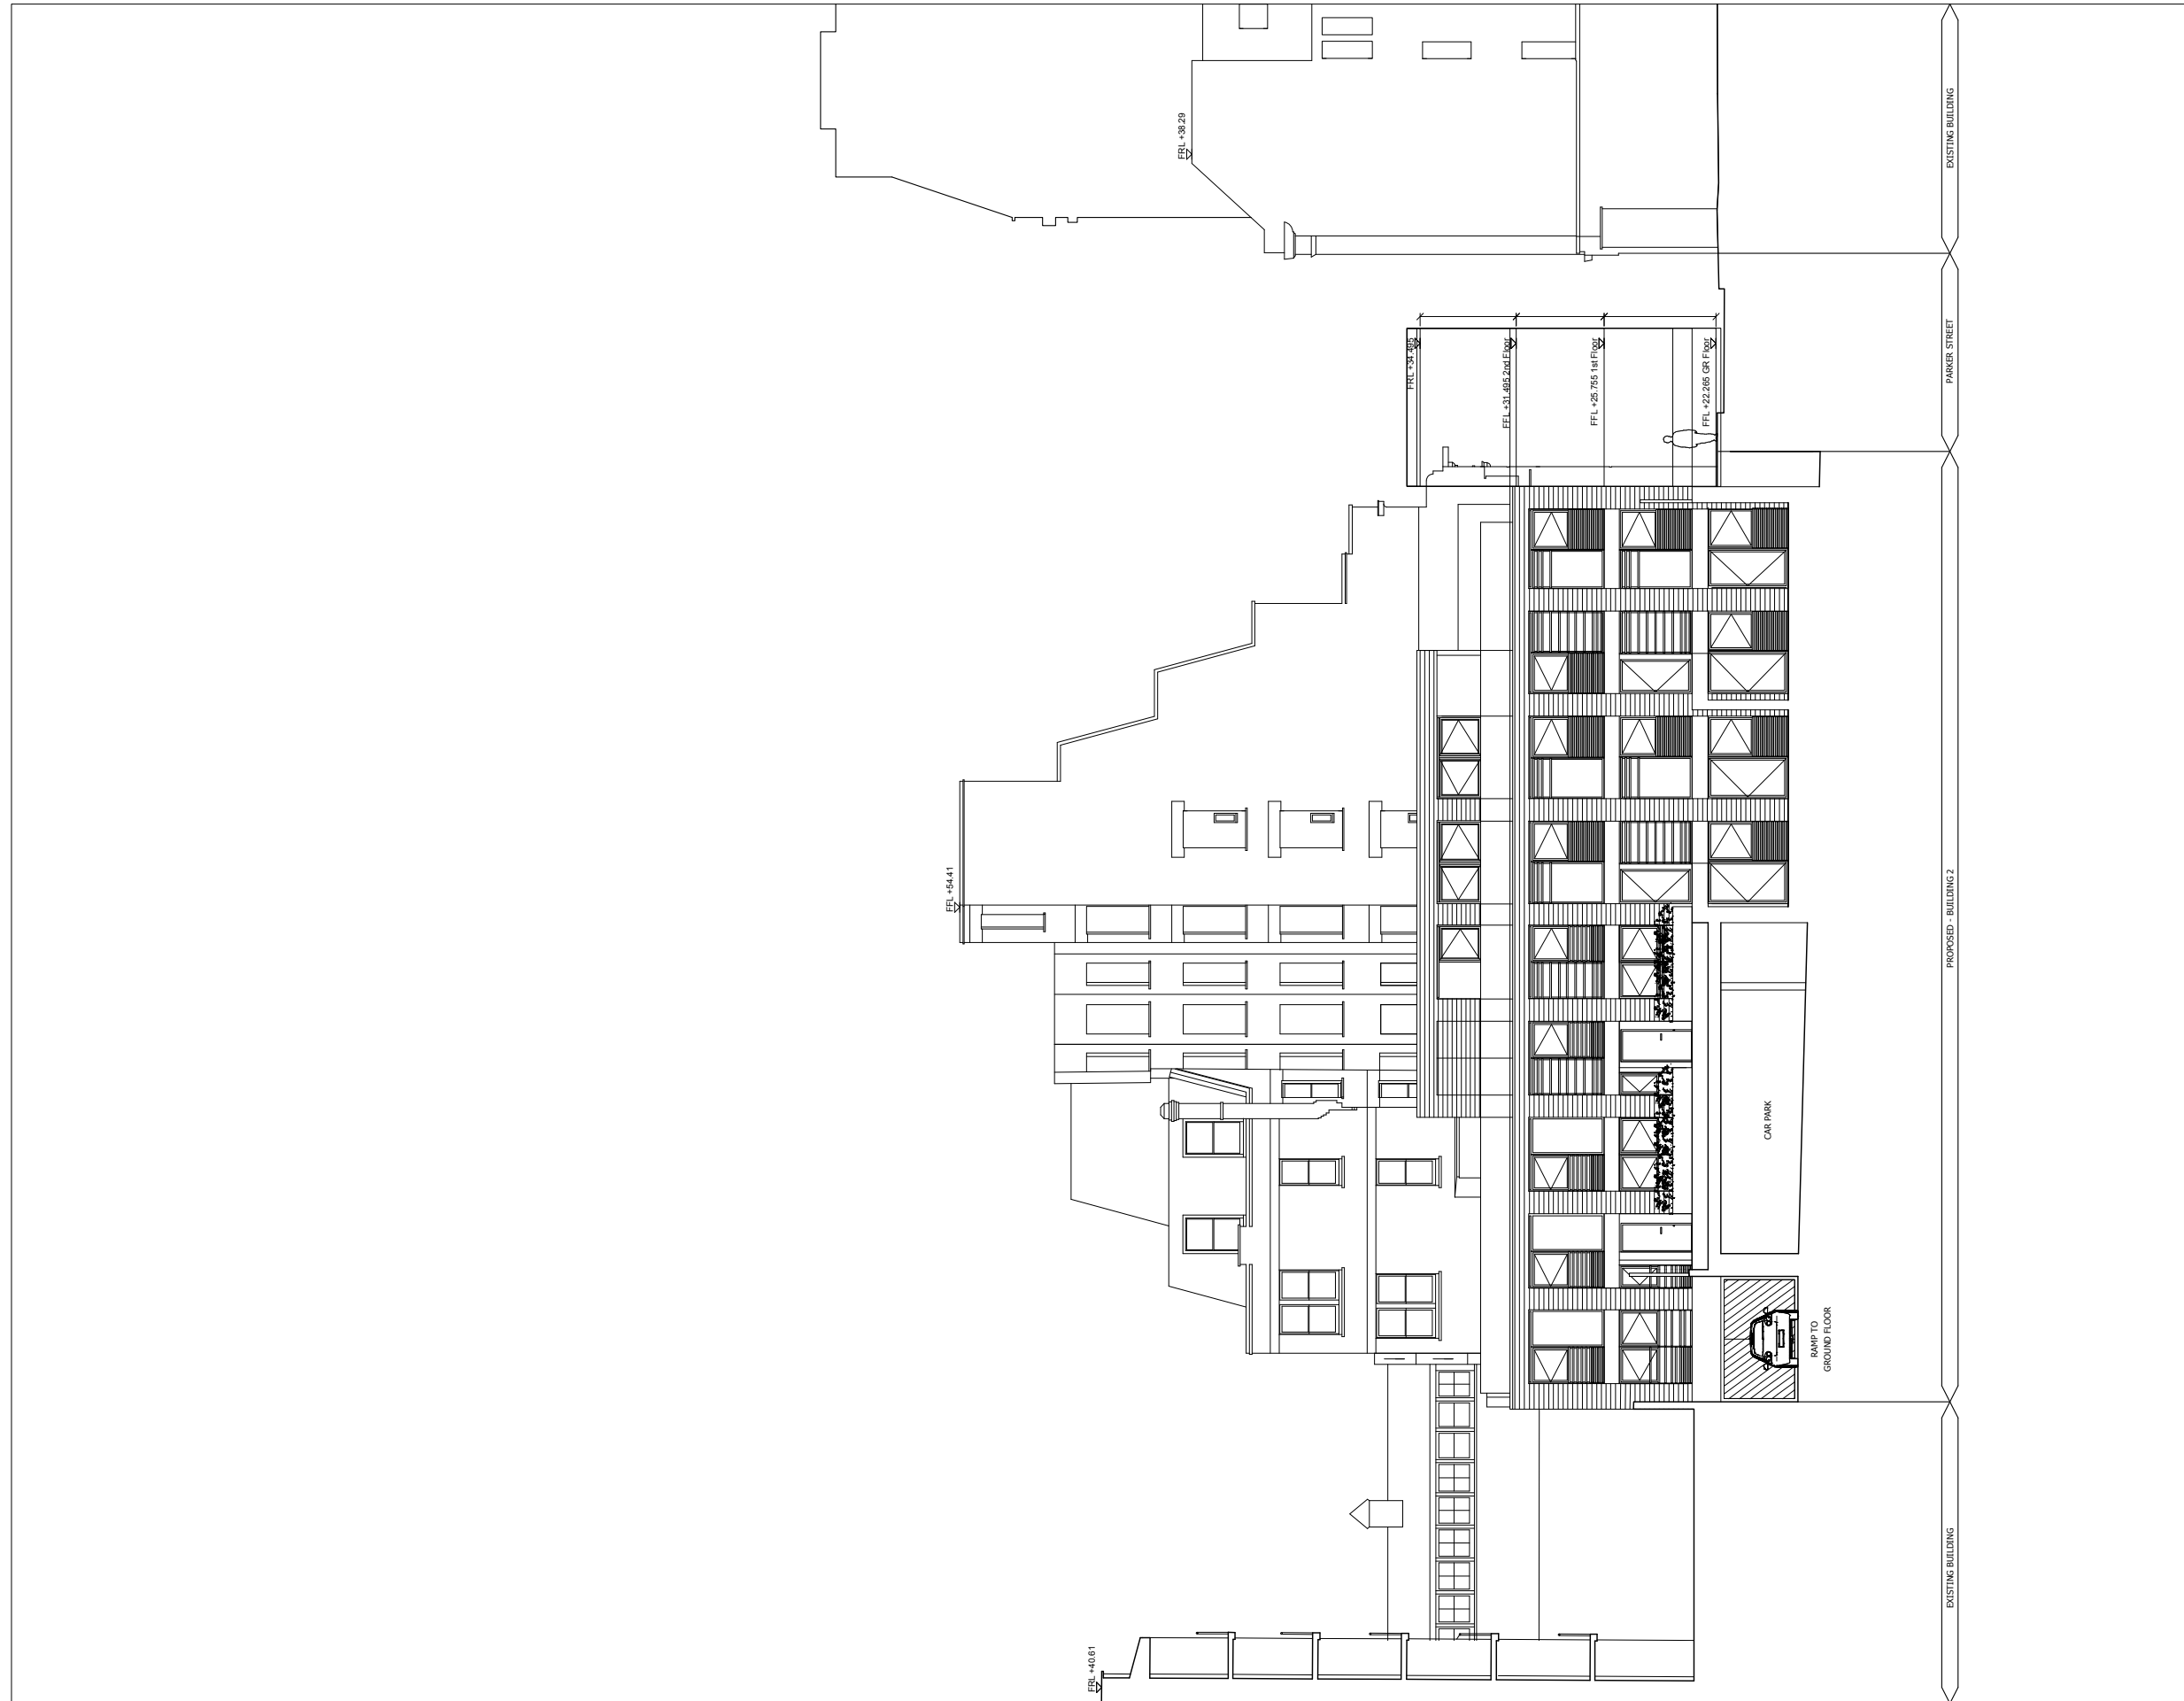 FRL +40.61
FFL +54.41
FRL +38.29
FRL +34.495
FFL +31.495 2nd Floor
FFL +25.755 1st Floor
FFL +22.265 GR Floor
CAR PARK
RAMP TO
GROUND FLOOR
EXISTING BUILDING
PROPOSED - BUILDING 2
PARKER STREET
EXISTING BUILDING